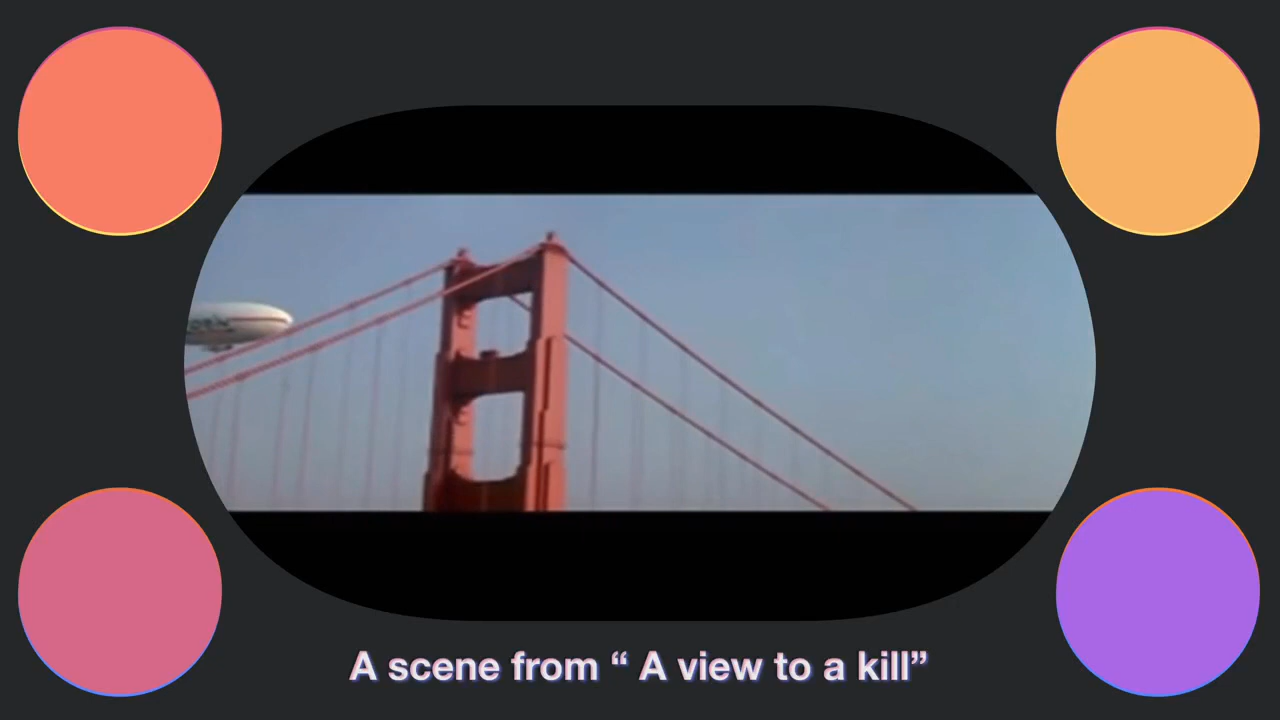 A scene from “ A view to a kill”